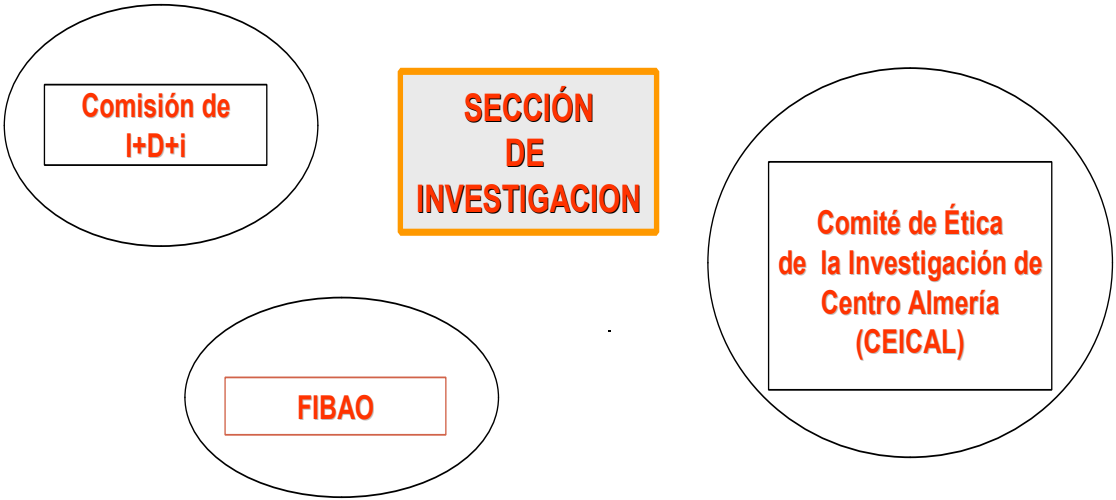 Comisión de
I+D+i
SECCIÓN
DE
INVESTIGACION
Comité de Ética
de la Investigación de
Centro Almería
(CEICAL)
FIBAO